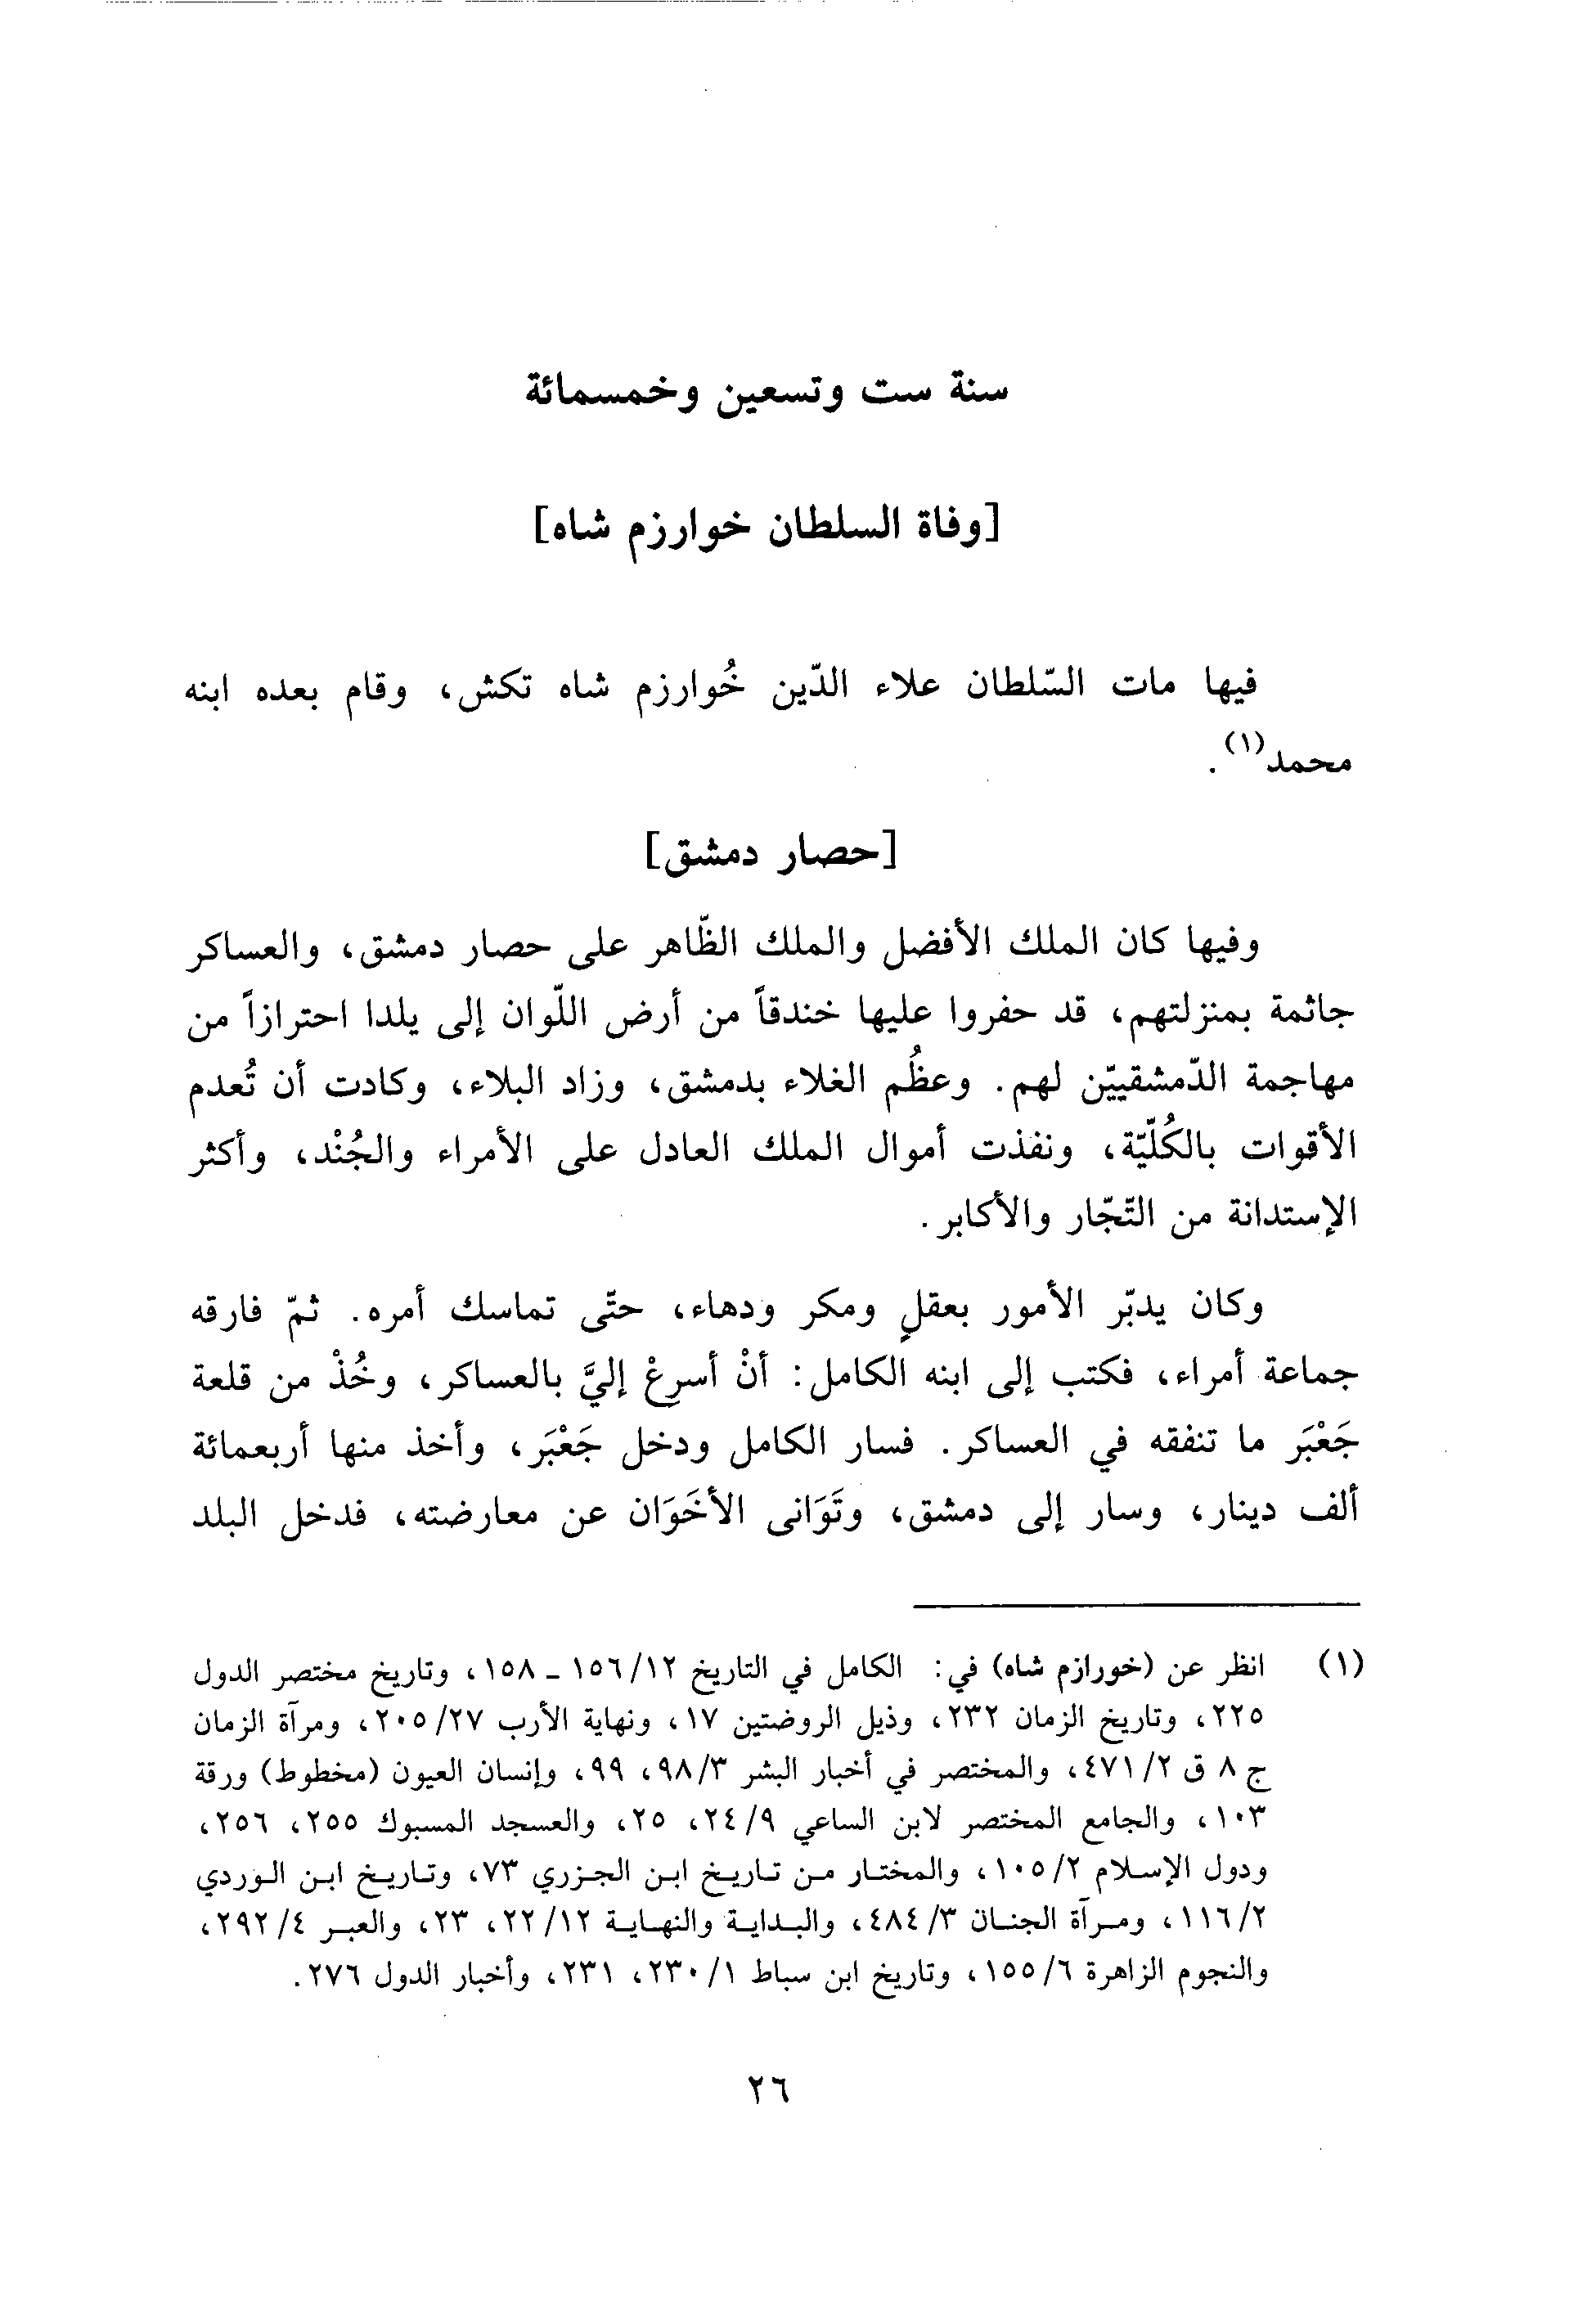 سنة ست وتسعين وخمسمائة
[وفاة السلطان خوارزم شاه]
فيها مات السّلطان علاء الدّين خُوارزم شاه تكش، وقام بعده ابنه
محمد(١).
[حصار دمشق]
وفيها كان الملك الأفضل والملك الظّاهر على حصار دمشق، والعساكر
جاثمة بمنزلتهم، قد حفروا عليها خندقاً من أرض اللّوان إلى يلدا احترازاً من
مهاجمة الدّمشقييّن لهم. وعظُم الغلاء بدمشق، وزاد البلاء، وكادت أن تُعدم
الأقوات بالكُلّيّة، ونفذت أموال الملك العادل على الأمراء والجُنْد، وأكثر
الإستدانة من التّجّار والأكابر.
وكان يدبّر الأمور بعقلٍ ومكر ودهاء، حتّى تماسك أمره. ثمّ فارقه
جماعة أمراء، فكتب إلى ابنه الكامل: أنْ أسرِعْ إليَّ بالعساكر، وخُذْ من قلعة
جَعْبَر ما تنفقه في العساكر. فسار الكامل ودخل جَعْبَر، وأخذ منها أربعمائة
ألف دينار، وسار إلى دمشق، وتَوَانى الأخَوَان عن معارضته، فدخل البلد
(١) انظر عن (خورازم شاه) في: الكامل في التاريخ ١٥٦/١٢ - ١٥٨، وتاريخ مختصر الدول
٢٢٥، وتاريخ الزمان ٢٣٢، وذيل الروضتين ١٧، ونهاية الأرب ٢٠٥/٢٧، ومرآة الزمان
ج ٨ ق ٤٧١/٢، والمختصر في أخبار البشر ٩٨/٣، ٩٩، وإنسان العيون (مخطوط) ورقة
١٠٣، والجامع المختصر لابن الساعي ٢٤/٩، ٢٥، والعسجد المسبوك ٢٥٥، ٢٥٦،
ودول الإسلام ١٠٥/٢، والمختار من تاريخ ابن الجزري ٧٣، وتاريخ ابن الوردي
١١٦/٢، ومرآة الجنان ٤٨٤/٣، والبداية والنهاية ٢٢/١٢، ٢٣، والعبر ٢٩٢/٤،
والنجوم الزاهرة ١٥٥/٦، وتاريخ ابن سباط ٢٣٠/١، ٢٣١، وأخبار الدول ٢٧٦.
٢٦